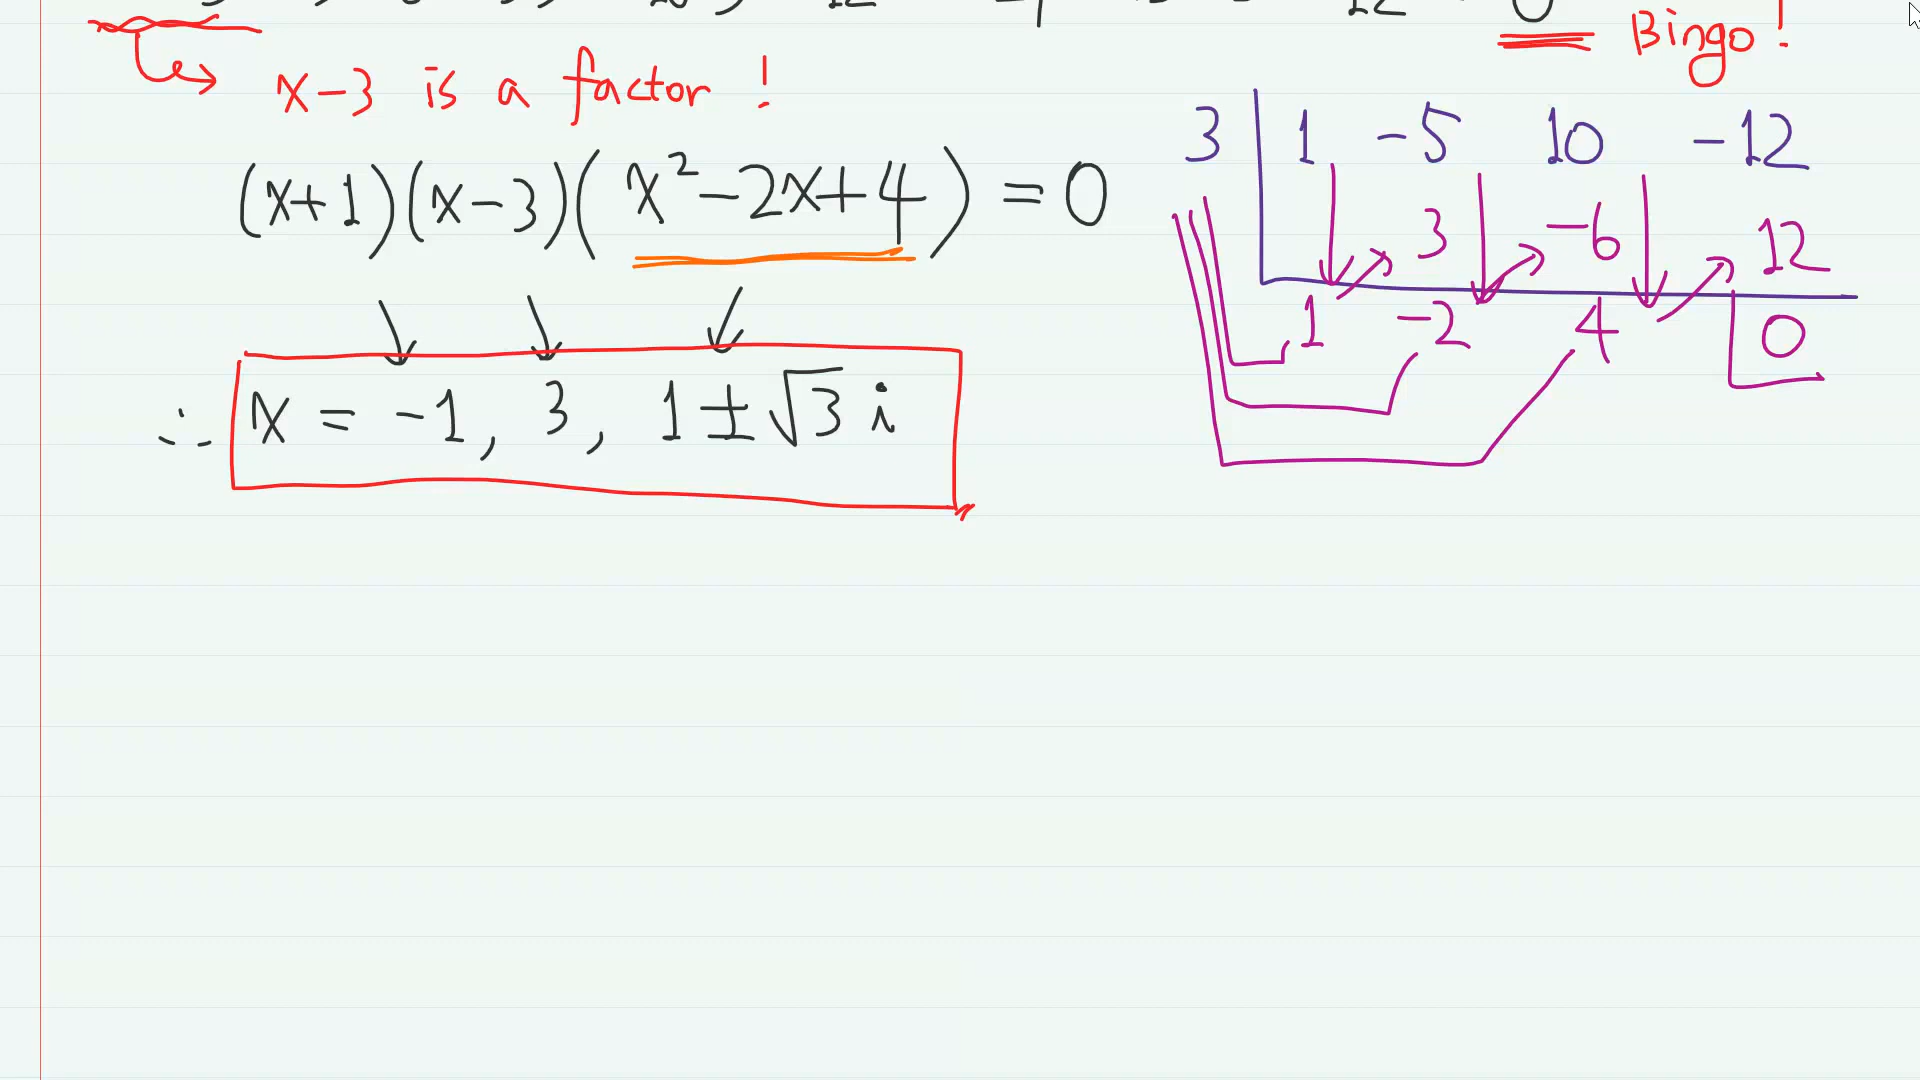 Bingo!
x-3 is a factor!
(x+1)(x-3)(x²-2x+4)=0
∴ x = -1, 3, 1±√3 i
3 1 -5 10 -12
3 -6 12
1 -2 4 0